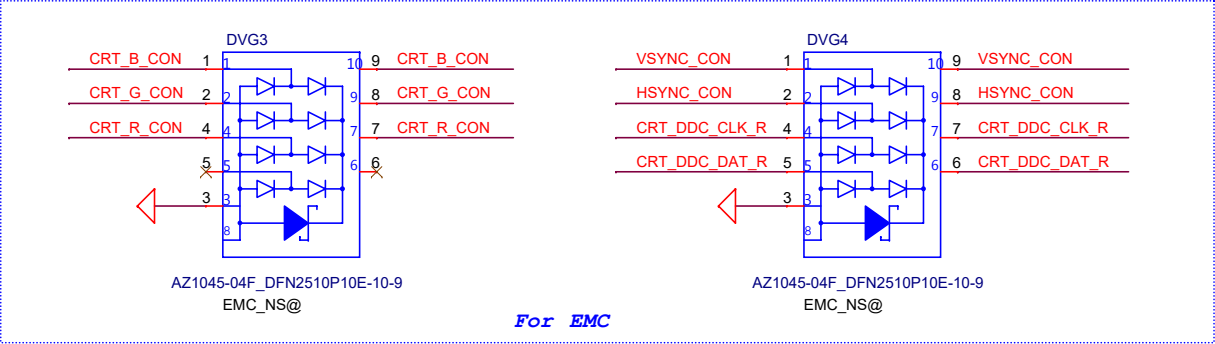 DVG3
CRT_B_CON 1 1 10 9 CRT_B_CON
CRT_G_CON 2 2 9 8 CRT_G_CON
CRT_R_CON 4 4 7 7 CRT_R_CON
5 5 6 6
3 3
8
AZ1045-04F_DFN2510P10E-10-9
EMC_NS@
DVG4
VSYNC_CON 1 1 10 9 VSYNC_CON
HSYNC_CON 2 2 9 8 HSYNC_CON
CRT_DDC_CLK_R 4 4 7 7 CRT_DDC_CLK_R
CRT_DDC_DAT_R 5 5 6 6 CRT_DDC_DAT_R
3 3
8
AZ1045-04F_DFN2510P10E-10-9
EMC_NS@
For EMC